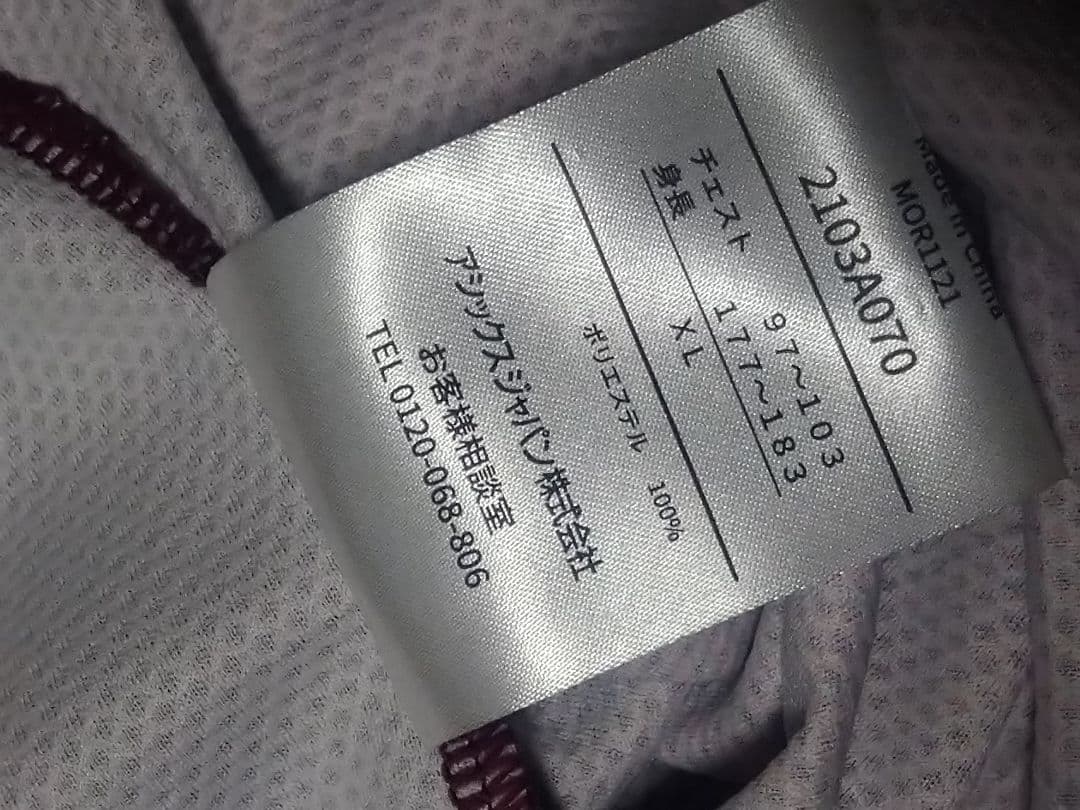 Made in China
MOR1121
2103A070
チェスト 97～103
身長 177～183
XL
ポリエステル 100%
アシックスジャパン株式会社
お客様相談室
TEL 0120-068-806